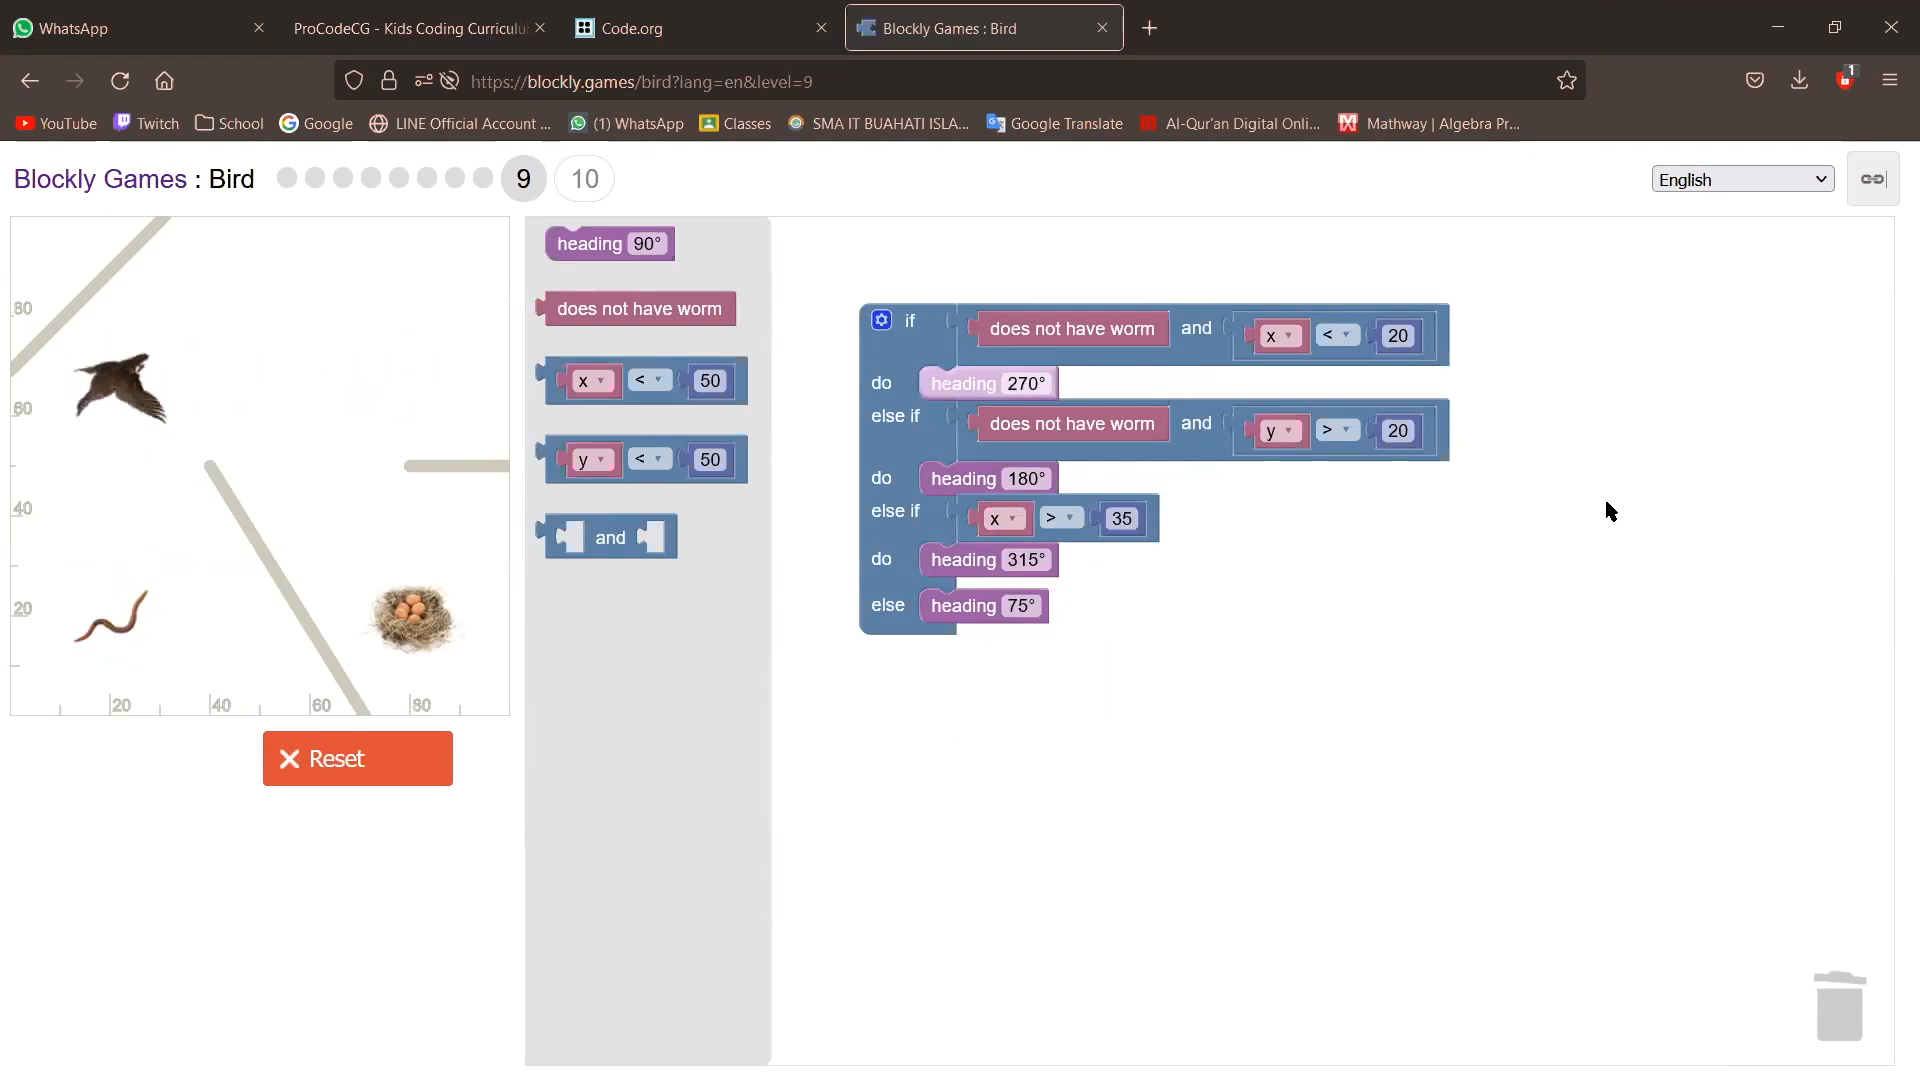 WhatsApp
ProCodeCG - Kids Coding Curriculu
Code.org
Blockly Games : Bird
https://blockly.games/bird?lang=en&level=9
1
YouTube
Twitch
School
Google
LINE Official Account ...
(1) WhatsApp
Classes
SMA IT BUAHATI ISLA...
Google Translate
Al-Qur'an Digital Onli...
Mathway | Algebra Pr...
Blockly Games : Bird
9
10
English
80
60
40
20
20
40
60
80
Reset
heading 90°
does not have worm
x < 50
y < 50
and
if does not have worm and x < 20
do heading 270°
else if does not have worm and y > 20
do heading 180°
else if x > 35
do heading 315°
else heading 75°